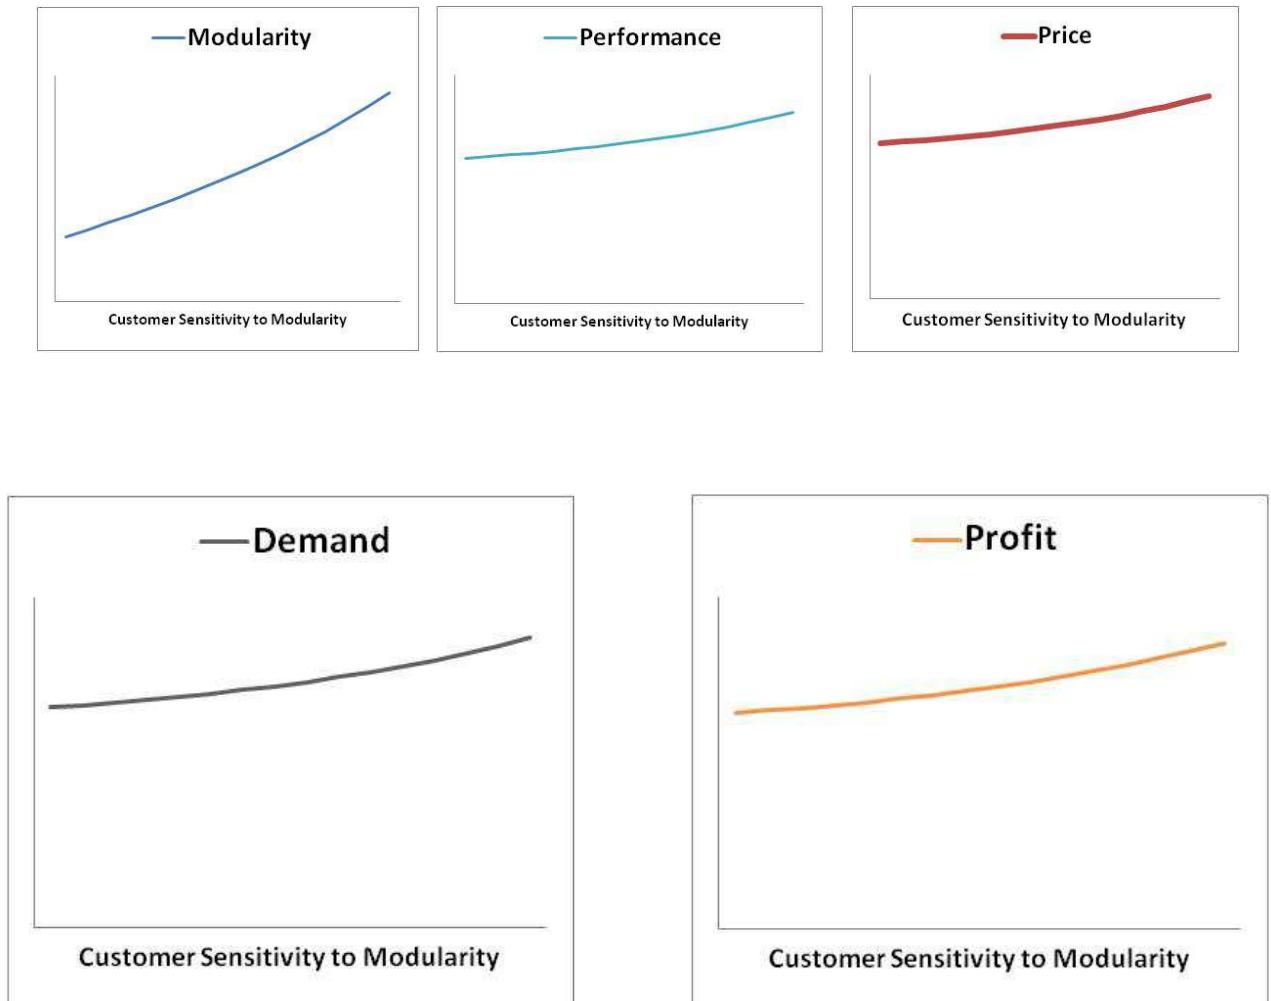 Modularity
Customer Sensitivity to Modularity
Performance
Customer Sensitivity to Modularity
Price
Customer Sensitivity to Modularity
Demand
Customer Sensitivity to Modularity
Profit
Customer Sensitivity to Modularity